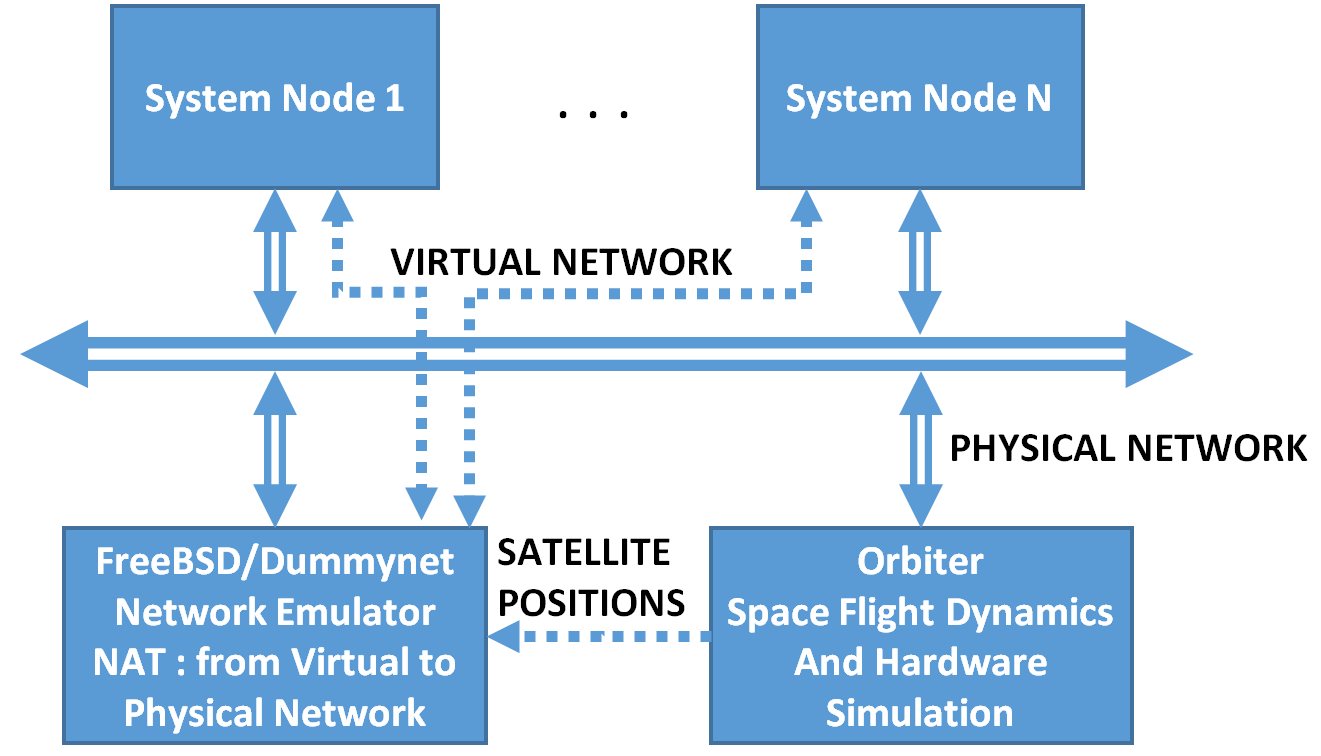 System Node 1
. . .
System Node N
VIRTUAL NETWORK
PHYSICAL NETWORK
FreeBSD/Dummynet
Network Emulator
NAT : from Virtual to
Physical Network
SATELLITE
POSITIONS
Orbiter
Space Flight Dynamics
And Hardware
Simulation